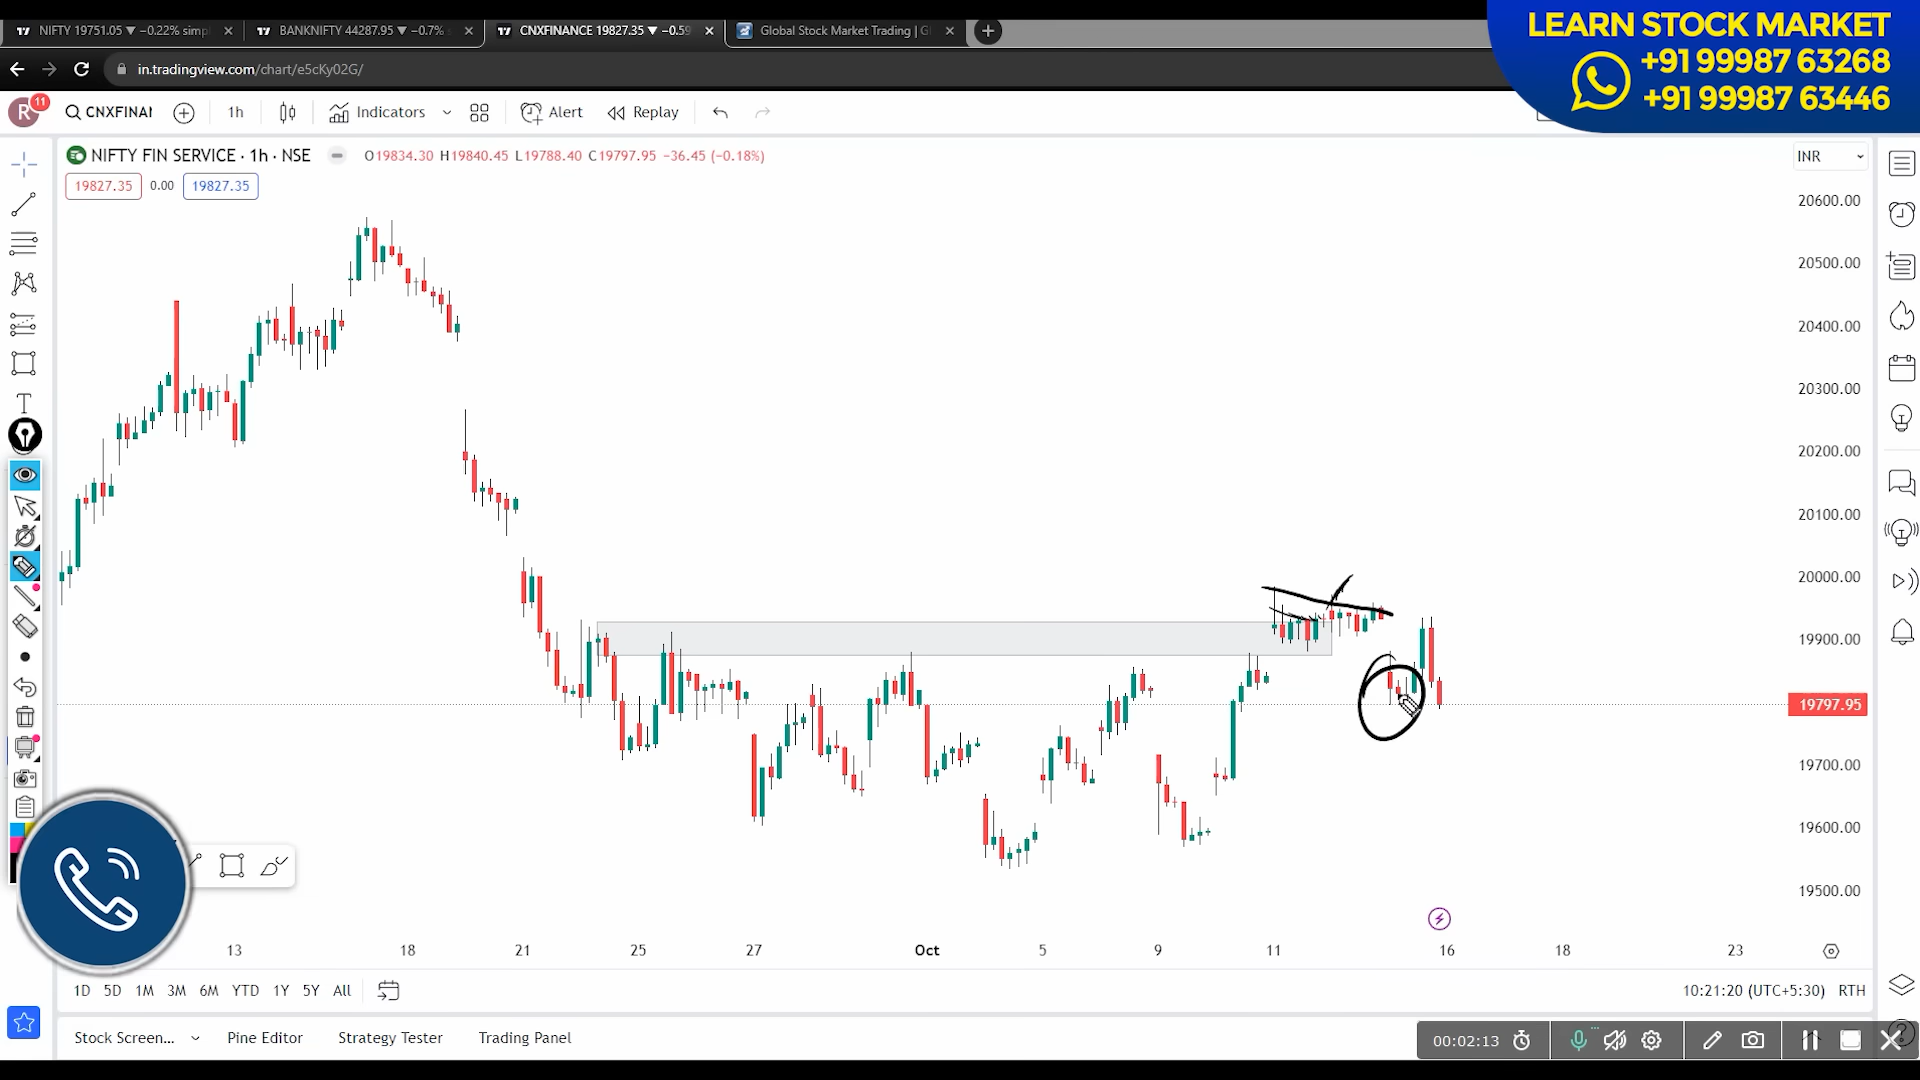 NIFTY 19751.05 ▼ −0.22% simpl
BANKNIFTY 44287.95 ▼ −0.7%
CNXFINANCE 19827.35 ▼ −0.59
Global Stock Market Trading | Gl
LEARN STOCK MARKET
+91 99987 63268
+91 99987 63446
in.tradingview.com/chart/e5cKy02G/
R
11
CNXFINAI
1h
Indicators
Alert
Replay
NIFTY FIN SERVICE · 1h · NSE
O19834.30 H19840.45 L19788.40 C19797.95 −36.45 (−0.18%)
INR
19827.35
0.00
19827.35
20600.00
20500.00
20400.00
20300.00
20200.00
20100.00
20000.00
19900.00
19797.95
19700.00
19600.00
19500.00
13
18
21
25
27
Oct
5
9
11
16
18
23
1D 5D 1M 3M 6M YTD 1Y 5Y All
10:21:20 (UTC+5:30) RTH
Stock Screen...
Pine Editor
Strategy Tester
Trading Panel
00:02:13